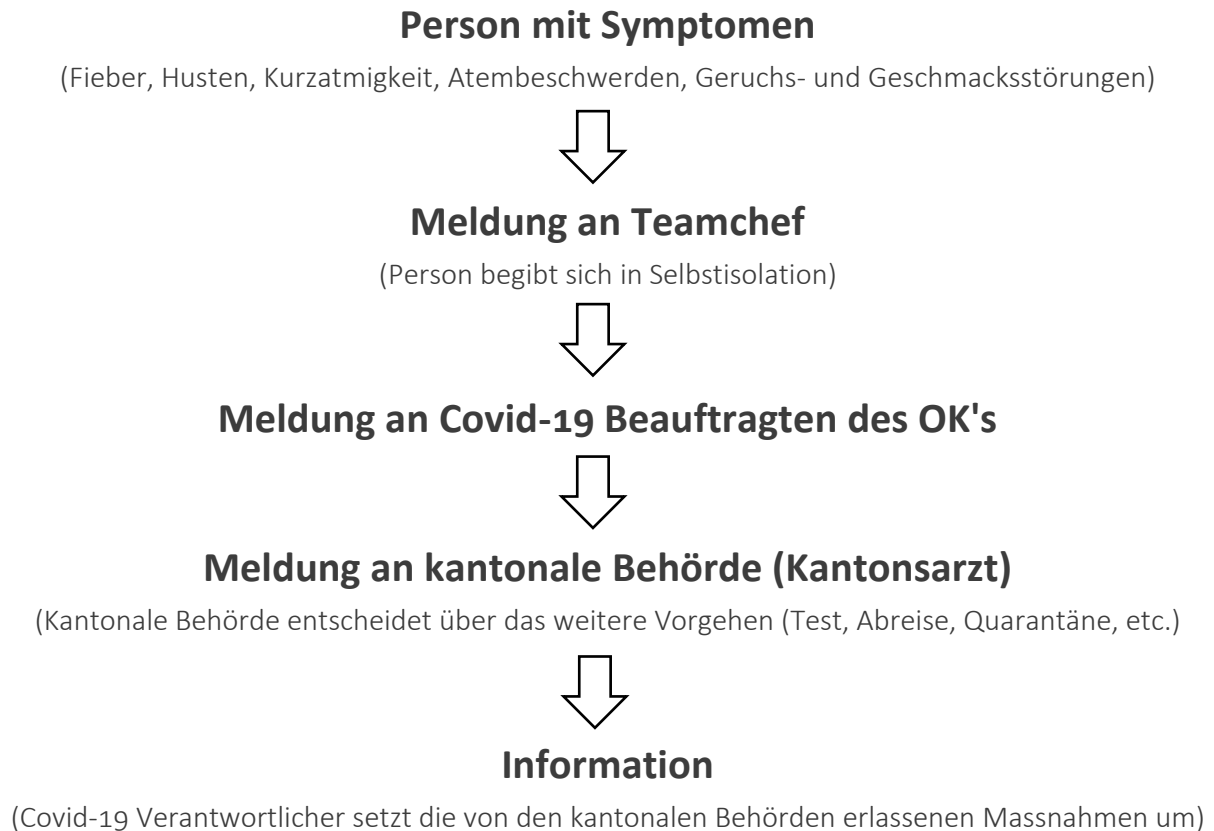 Person mit Symptomen
(Fieber, Husten, Kurzatmigkeit, Atembeschwerden, Geruchs- und Geschmacksstörungen)
Meldung an Teamchef
(Person begibt sich in Selbstisolation)
Meldung an Covid-19 Beauftragten des OK's
Meldung an kantonale Behörde (Kantonsarzt)
(Kantonale Behörde entscheidet über das weitere Vorgehen (Test, Abreise, Quarantäne, etc.)
Information
(Covid-19 Verantwortlicher setzt die von den kantonalen Behörden erlassenen Massnahmen um)